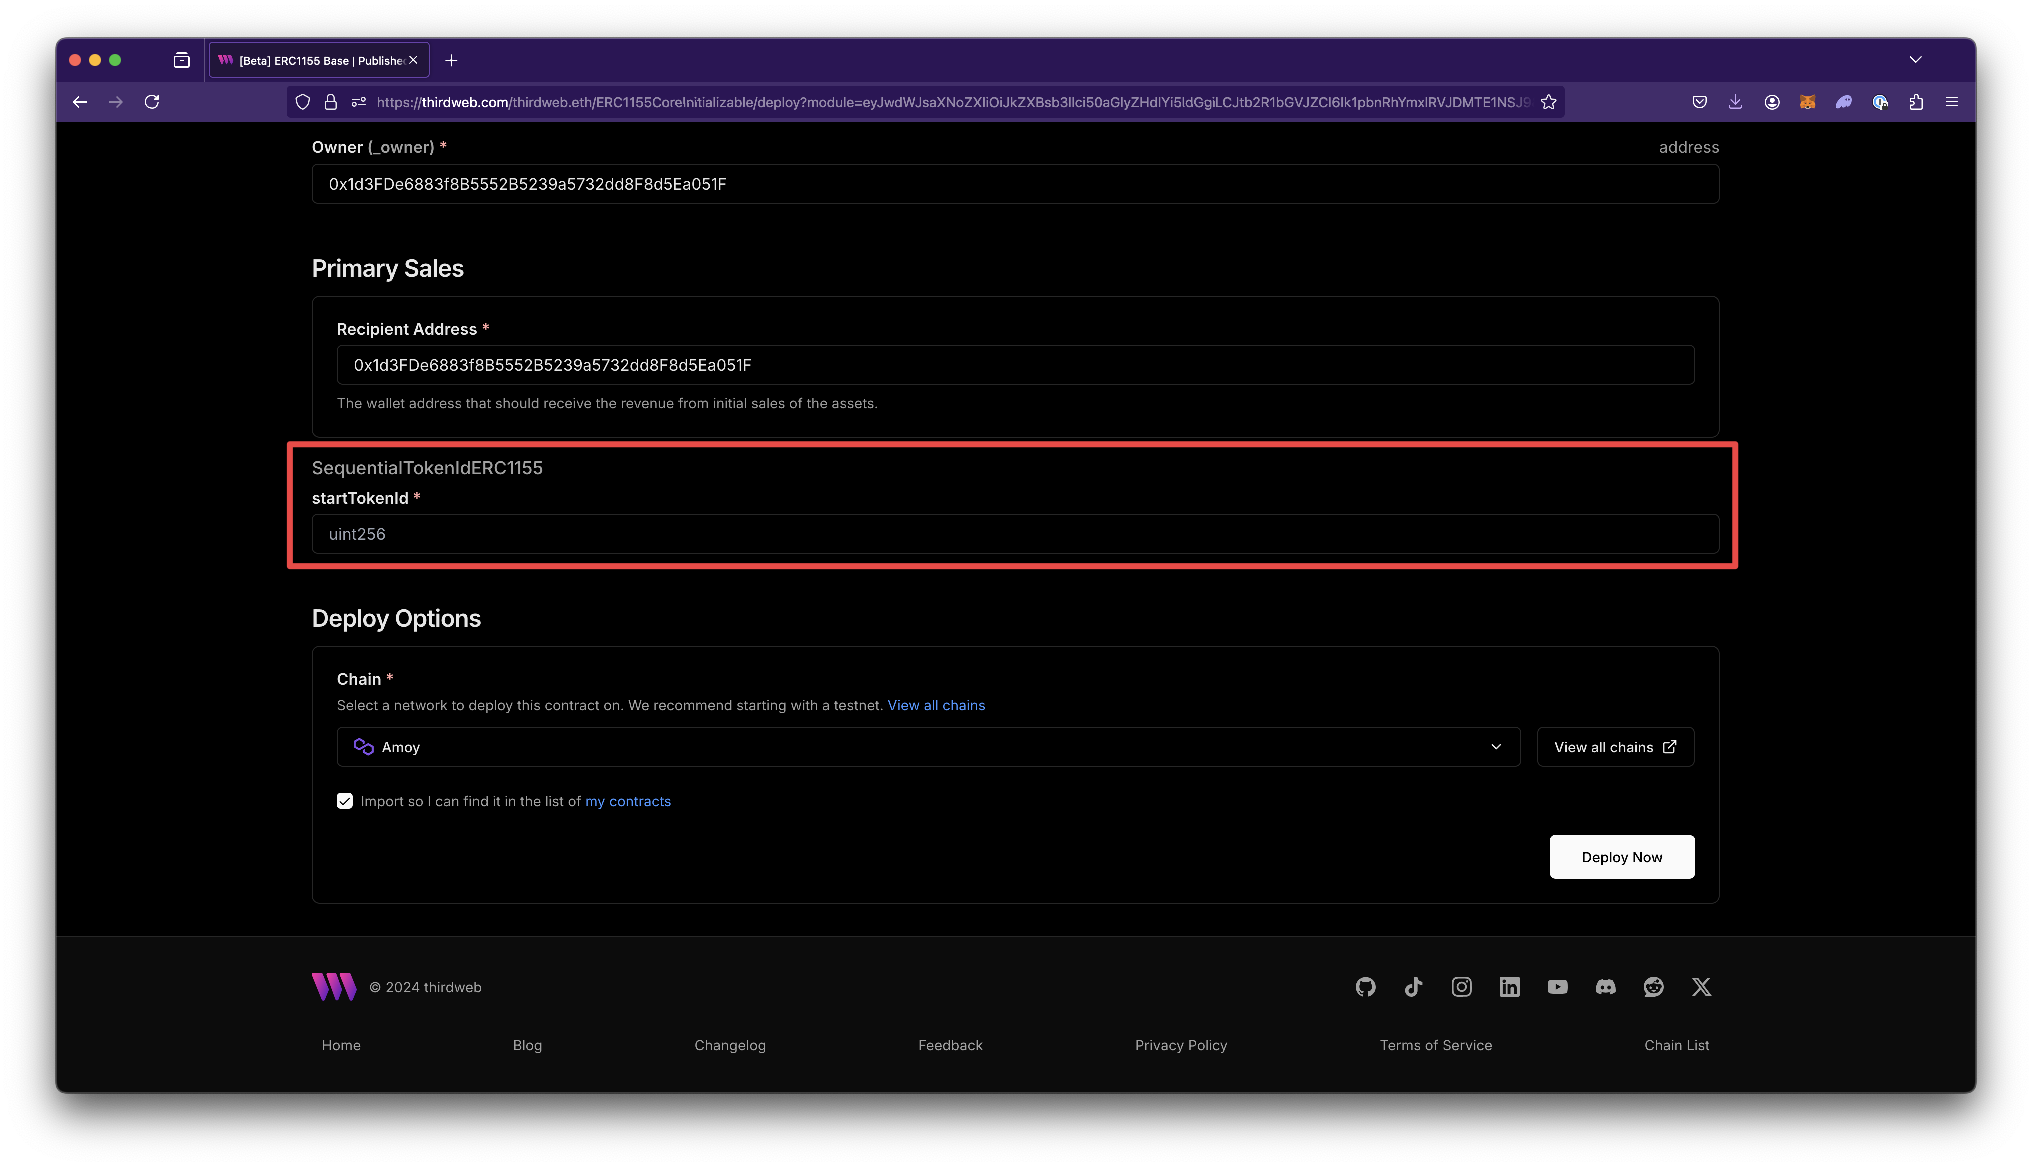 [Beta] ERC1155 Base | Publishe
https://thirdweb.com/thirdweb.eth/ERC1155CoreInitializable/deploy?module=
Owner (_owner) *
address
0x1d3FDe6883f8B5552B5239a5732dd8F8d5Ea051F
Primary Sales
Recipient Address *
0x1d3FDe6883f8B5552B5239a5732dd8F8d5Ea051F
The wallet address that should receive the revenue from initial sales of the assets.
SequentialTokenIdERC1155
startTokenId *
uint256
Deploy Options
Chain *
Select a network to deploy this contract on. We recommend starting with a testnet. View all chains
Amoy
View all chains
Import so I can find it in the list of my contracts
Deploy Now
© 2024 thirdweb
Home
Blog
Changelog
Feedback
Privacy Policy
Terms of Service
Chain List